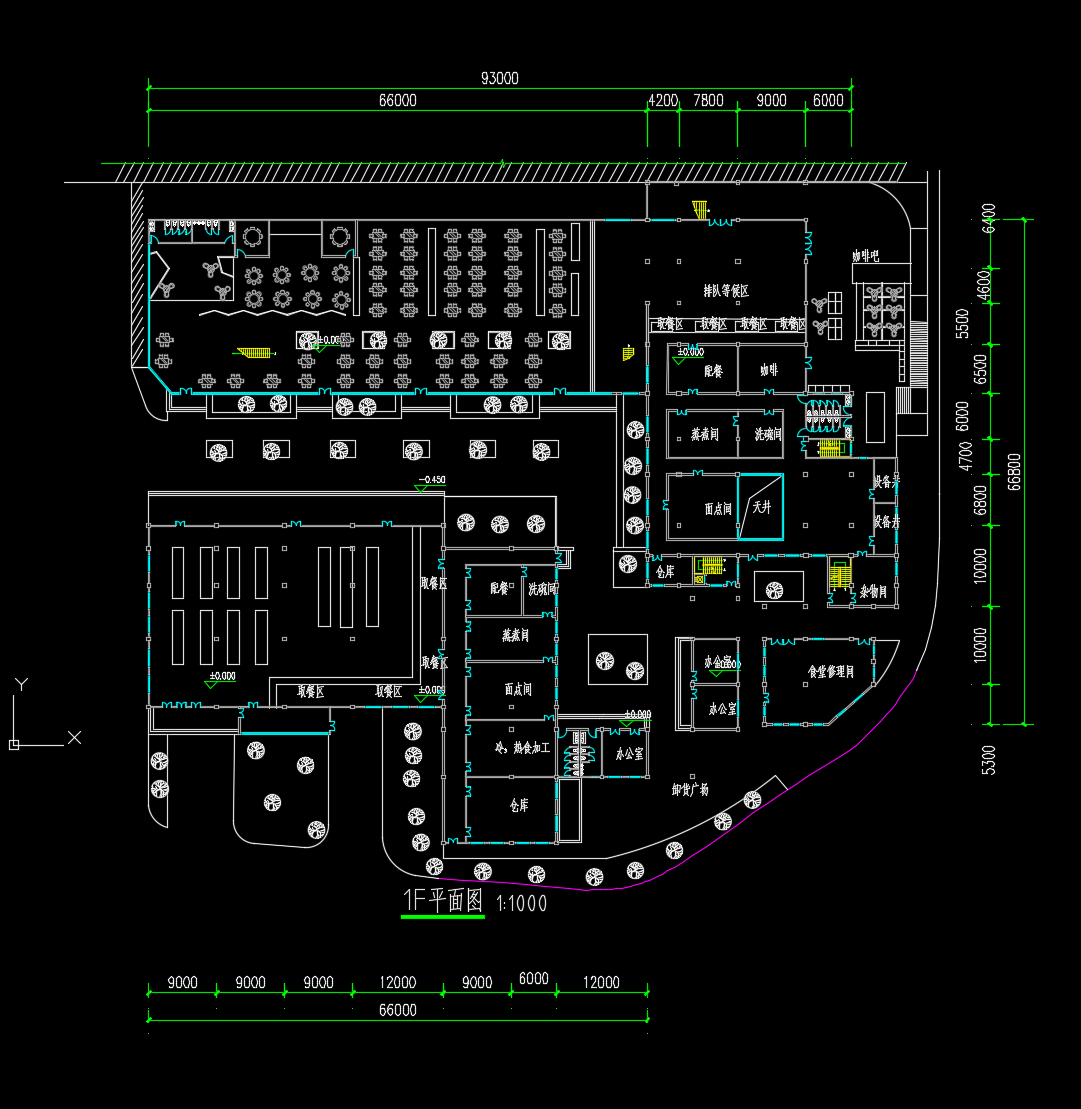 93000
66000
4200
7800
9000
6000
6400
咖啡吧
4600
排队等候区
5500
取餐区
取餐区
取餐区
取餐区
±0.00
±0.000
配餐
咖啡
6500
6000
蒸煮间
洗碗间
4700
66800
-0.450
设备井
面点间
天井
6800
设备井
仓库
10000
取餐区
配餐
洗碗间
杂物间
蒸煮间
10000
取餐区
办公室
±0.000
食堂修理间
±0.000
取餐区
取餐区
±0.000
面点间
办公室
±0.000
冷，热食加工
办公室
5300
卸货广场
仓库
1F平面图 1:1000
9000
9000
9000
12000
9000
6000
12000
66000
Y
X